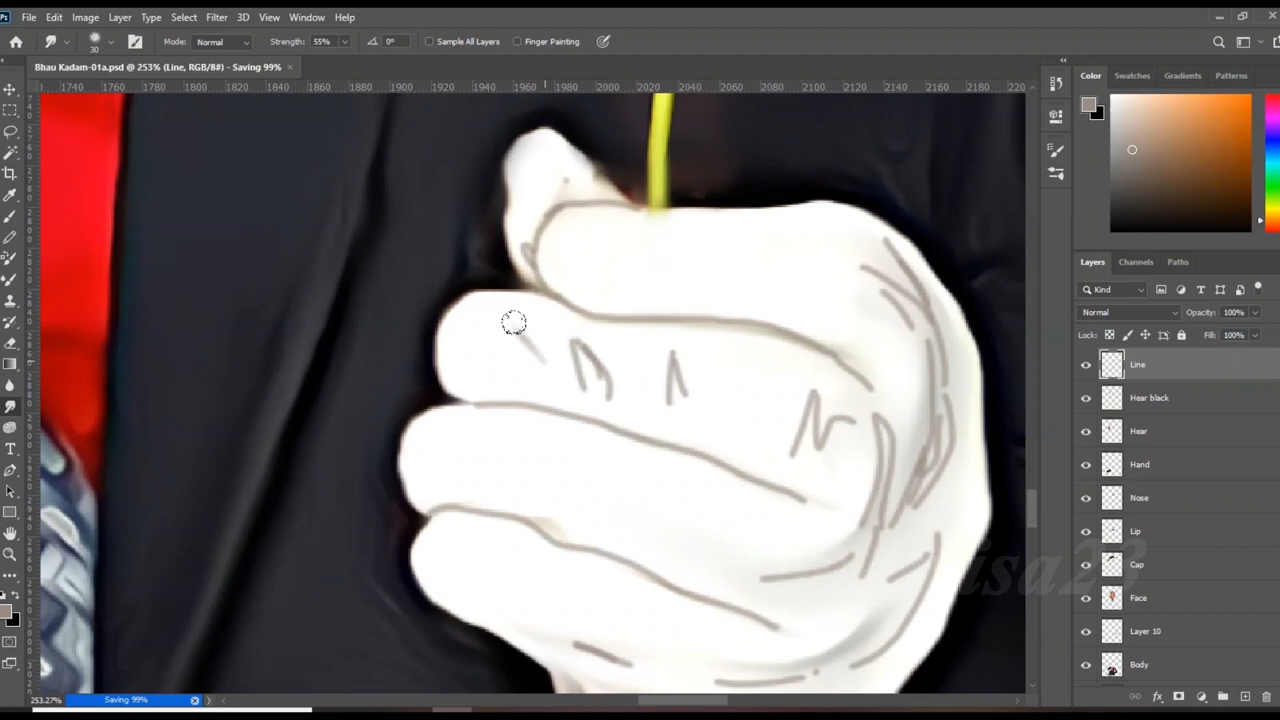 Ps File Edit Image Layer Type Select Filter 3D View Window Help
30 Mode: Normal Strength: 55% 0° Sample All Layers Finger Painting
Bhau Kadam-01a.psd @ 253% (Line, RGB/8#) - Saving 99% ×
1740 1760 1780 1800 1820 1840 1860 1880 1900 1920 1940 1960 1980 2000 2020 2040 2060 2080 2100 2120 2140 2160 2180 220
Color Swatches Gradients Patterns
Layers Channels Paths
Kind
Normal Opacity: 100%
Lock: Fill: 100%
Line
Hear black
Hear
Hand
Nose
Lip
Cap
Face
Layer 10
Body
isa23
253.27% Saving 99%